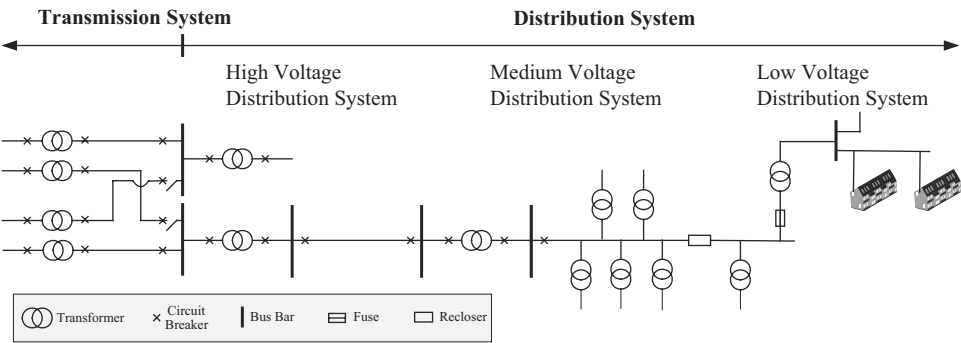 Transmission System
Distribution System
High Voltage
Distribution System
Medium Voltage
Distribution System
Low Voltage
Distribution System
Transformer
Circuit
Breaker
Bus Bar
Fuse
Recloser